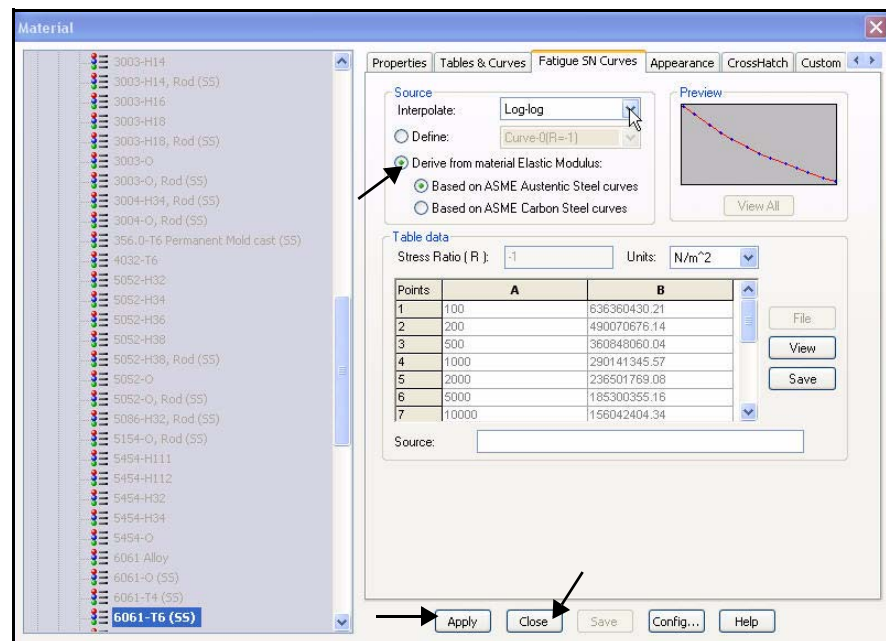 Material
3003-H14
3003-H14, Rod (SS)
3003-H16
3003-H18
3003-H18, Rod (SS)
3003-O
3003-O, Rod (SS)
3004-H34, Rod (SS)
3004-O, Rod (SS)
356.0-T6 Permanent Mold cast (SS)
4032-T6
5052-H32
5052-H34
5052-H36
5052-H38
5052-H38, Rod (SS)
5052-O
5052-O, Rod (SS)
5086-H32, Rod (SS)
5154-O, Rod (SS)
5454-H111
5454-H112
5454-H32
5454-H34
5454-O
6061 Alloy
6061-O (SS)
6061-T4 (SS)
6061-T6 (SS)
Properties Tables & Curves Fatigue SN Curves Appearance CrossHatch Custom
Source
Interpolate: Log-log
Define: Curve-0(R=-1)
Derive from material Elastic Modulus:
Based on ASME Austentic Steel curves
Based on ASME Carbon Steel curves
Preview
View All
Table data
Stress Ratio ( R ): -1 Units: N/m^2
Points A B
1 100 636360430.21
2 200 490070676.14
3 500 360848060.04
4 1000 290141345.57
5 2000 236501769.08
6 5000 185300355.16
7 10000 156042404.34
File
View
Save
Source:
Apply Close Save Config... Help